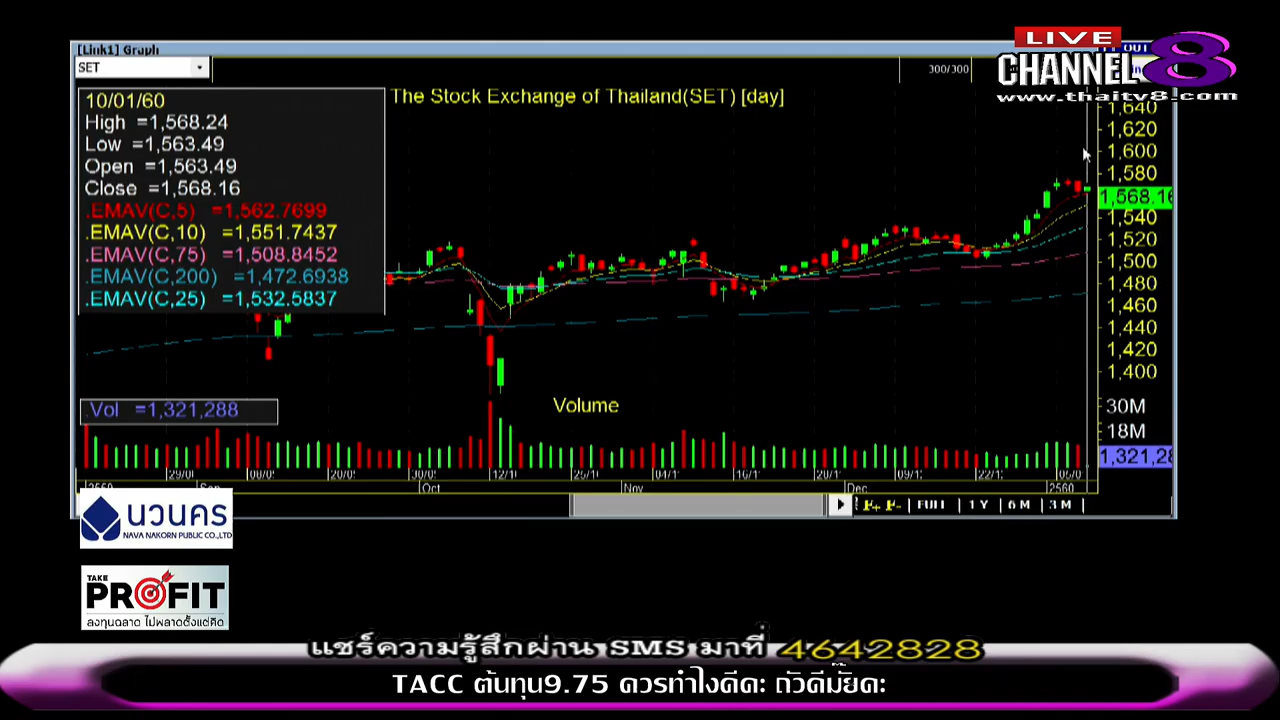 [Link1] Graph
SET
300/300
LIVE
CHANNEL 8
www.thaitv8.com
10/01/60
High =1,568.24
Low =1,563.49
Open =1,563.49
Close =1,568.16
.EMAV(C,5) =1,562.7699
.EMAV(C,10) =1,551.7437
.EMAV(C,75) =1,508.8452
.EMAV(C,200) =1,472.6938
.EMAV(C,25) =1,532.5837
The Stock Exchange of Thailand(SET) [day]
1,640
1,620
1,600
1,580
1,568.16
1,540
1,520
1,500
1,480
1,460
1,440
1,420
1,400
.Vol =1,321,288
Volume
30M
18M
1,321,28
Oct
Nov
Dec
2560
FULL 1 Y 6 M 3 M
นวนคร
NAVA NAKORN PUBLIC CO.,LTD
TAKE
PROFIT
ลงทุนฉลาด ไม่พลาดตั้งแต่คิด
แชร์ความรู้สึกผ่าน SMS มาที่ 4642828
TACC ต้นทุน9.75 ควรทำไงดีคะ ถัวดีมั๊ยคะ